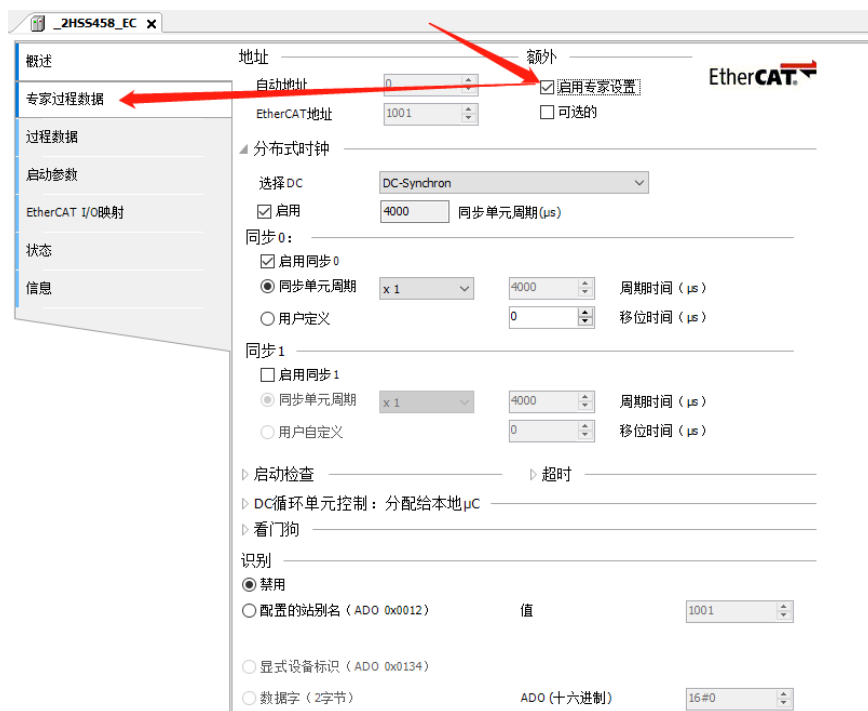 _2HSS458_EC
概述
专家过程数据
过程数据
启动参数
EtherCAT I/O映射
状态
信息
地址
额外
自动地址
0
启用专家设置
EtherCAT
EtherCAT地址
1001
可选的
分布式时钟
选择DC
DC-Synchron
启用
4000
同步单元周期(µs)
同步0:
启用同步0
同步单元周期
x 1
4000
周期时间(µs)
用户定义
0
移位时间(µs)
同步1
启用同步1
同步单元周期
x 1
4000
周期时间(µs)
用户自定义
0
移位时间(µs)
启动检查
超时
DC循环单元控制:分配给本地µC
看门狗
识别
禁用
配置的站别名(ADO 0x0012)
值
1001
显式设备标识(ADO 0x0134)
数据字(2字节)
ADO (十六进制)
16#0